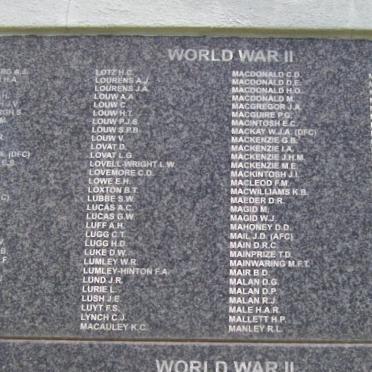 WORLD WAR II
LOTZ H.C.
LOURENS A.J.
LOURENS J.A.
LOUW A.A
LOUW C.
LOUW H.T.
LOUW P.J.S.
LOUW S.P.B
LOUW V.
LOVAT D.
LOVAT L.G.
LOVELL-WRIGHT L.W.
LOVEMORE C.D.
LOWE E.H.
LOXTON B.T.
LUBBE S.W.
LUCAS A.C.
LUCAS G.W
LUFF A.H.
LUGG C.T.
LUGG H.D.
LUKE D.W.
LUMLEY W.R.
LUMLEY-HINTON F.A.
LUND J.R.
LURIE L.
LUSH J.E.
LUYT F.S.
LYNCH C.J.
MACAULEY K.C.
MACDONALD C.D.
MACDONALD D.E.
MACDONALD H.O.
MACDONALD M.
MACGREGOR J.A
MACGUIRE P.G.
MACINTOSH E.C.
MACKAY W.J.A. (DFC)
MACKENZIE G.B.
MACKENZIE I.A.
MACKENZIE J.H.M.
MACKENZIE M.E.
MACKINTOSH J.I.
MACLEOD F.M.
MACWILLIAMS K.B.
MAEDER D.R.
MAGID M.
MAGID W.J.
MAHONEY D.D.
MAIL J.D. (AFC)
MAIN D.R.C.
MAINPRIZE T.D.
MAINWARING M.F.T.
MAIR B.D.
MALAN D.G.
MALAN D.P.
MALAN R.J.
MALE H.A.R.
MALLETT H.P.
MANLEY R.L.
WORLD WAR II